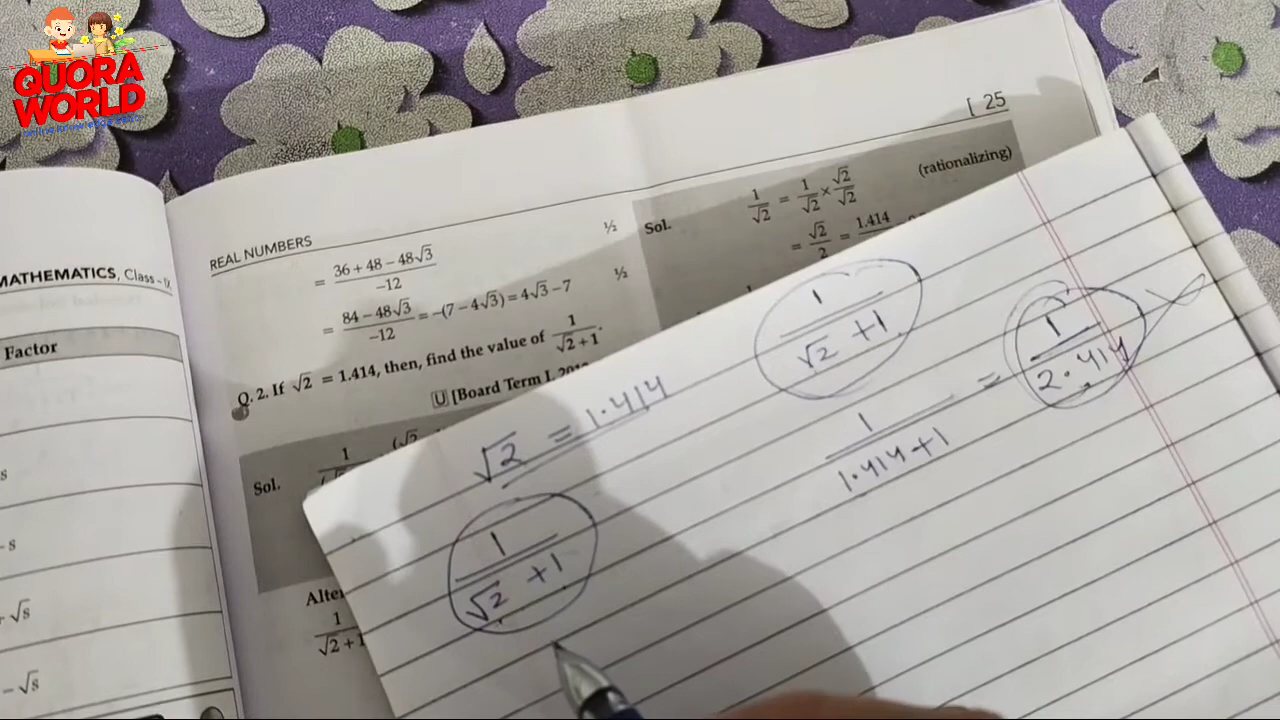 QUORA
WORLD
MATHEMATICS, Class – IX
Factor
REAL NUMBERS
= 36 + 48 – 48√3 / –12
½
= 84 – 48√3 / –12 = –(7 – 4√3) = 4√3 – 7
½
Q. 2. If √2 = 1.414, then, find the value of 1 / √2 + 1.
U [Board Term I,
Sol.
1
Alter
1 / √2 + 1
[ 25
Sol. 1 / √2 = 1 / √2 × √2 / √2 (rationalizing)
= √2 / 2 = 1.414
√2 = 1.414
1 / √2 + 1
1 / √2 + 1
1 / 1.414 + 1 = 1 / 2.414